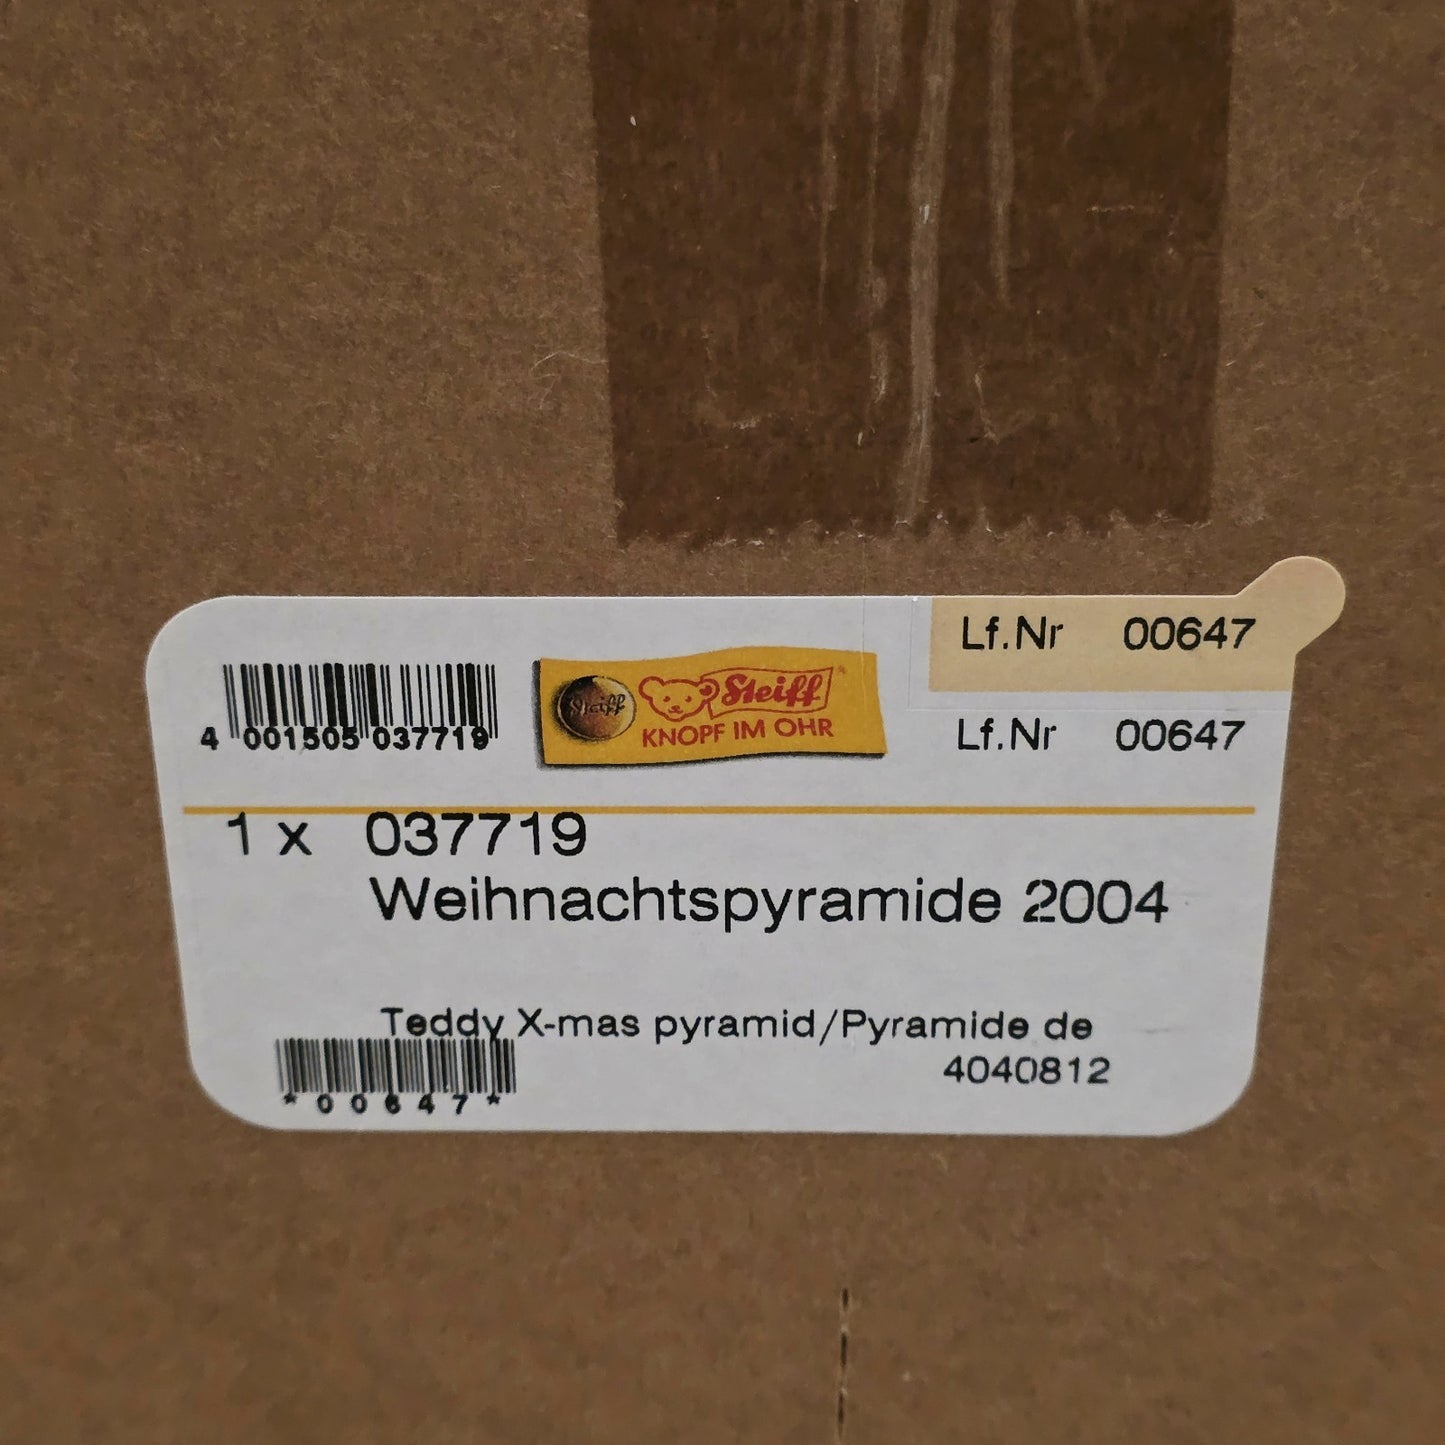 Lf.Nr 00647
4 001505 037719
Steiff
Steiff
KNOPF IM OHR
Lf.Nr 00647
1 x 037719
Weihnachtspyramide 2004
Teddy X-mas pyramid/Pyramide de
4040812
*00647*